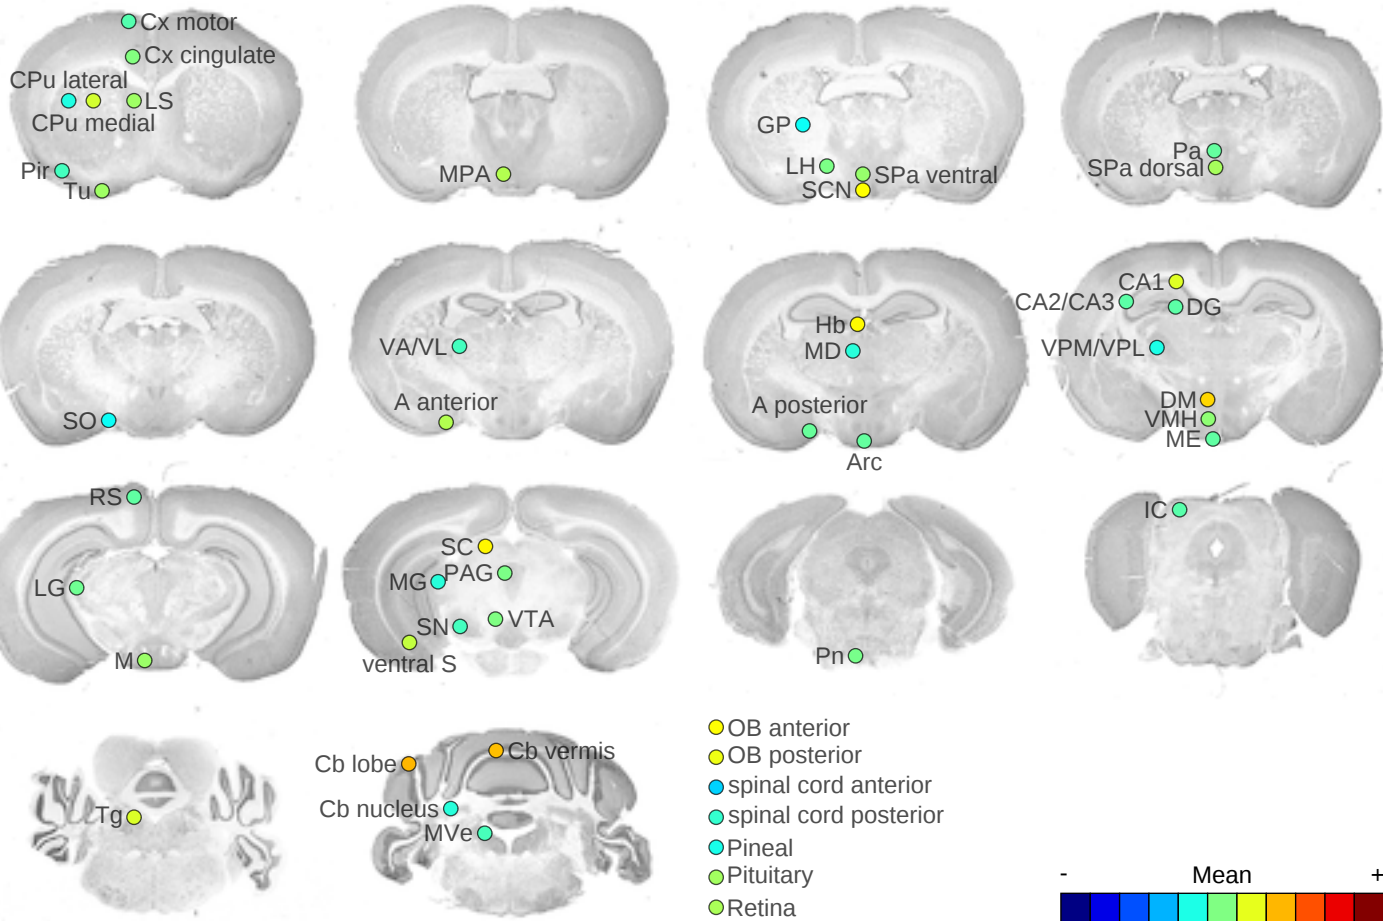 Cx motor
Cx cingulate
CPu lateral
LS
CPu medial
Pir
Tu
MPA
GP
LH
SPa ventral
SCN
Pa
SPa dorsal
SO
VA/VL
A anterior
Hb
MD
A posterior
Arc
CA1
CA2/CA3
DG
VPM/VPL
DM
VMH
ME
RS
LG
M
SC
PAG
MG
VTA
SN
ventral S
Pn
IC
Tg
Cb lobe
Cb vermis
Cb nucleus
MVe
OB anterior
OB posterior
spinal cord anterior
spinal cord posterior
Pineal
Pituitary
Retina
- Mean +